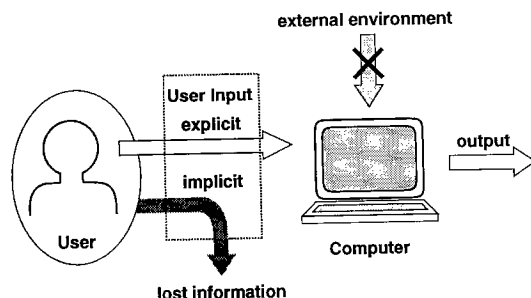 external environment
User Input
explicit
implicit
User
lost information
Computer
output